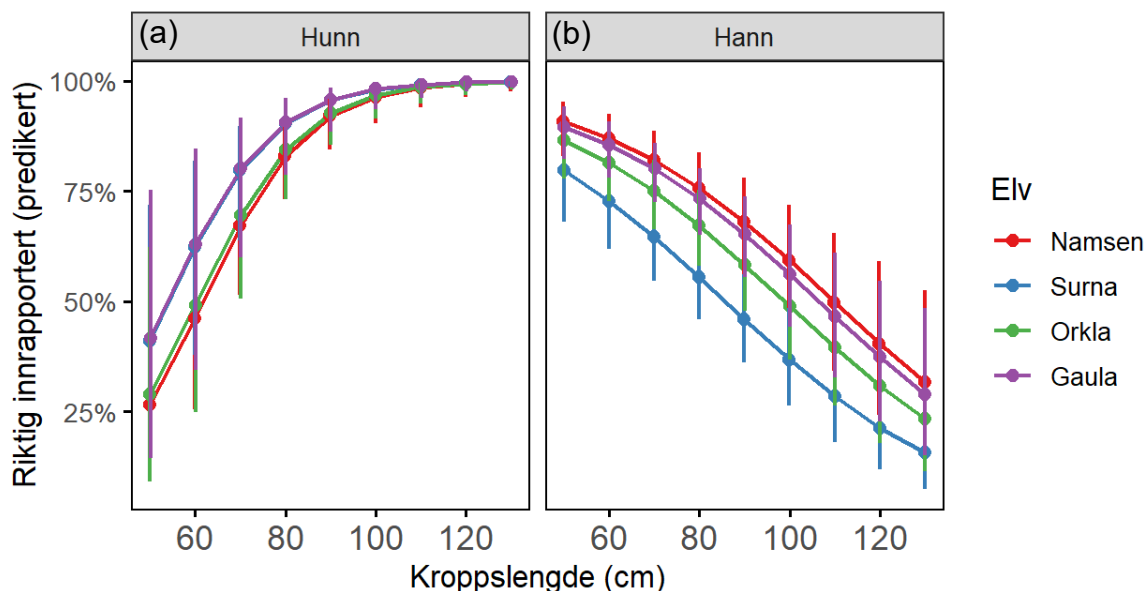 (a)
Hunn
(b)
Hann
100%
75%
50%
25%
Riktig innrapportert (predikert)
60 80 100 120
60 80 100 120
Kroppslengde (cm)
Elv
Namsen
Surna
Orkla
Gaula